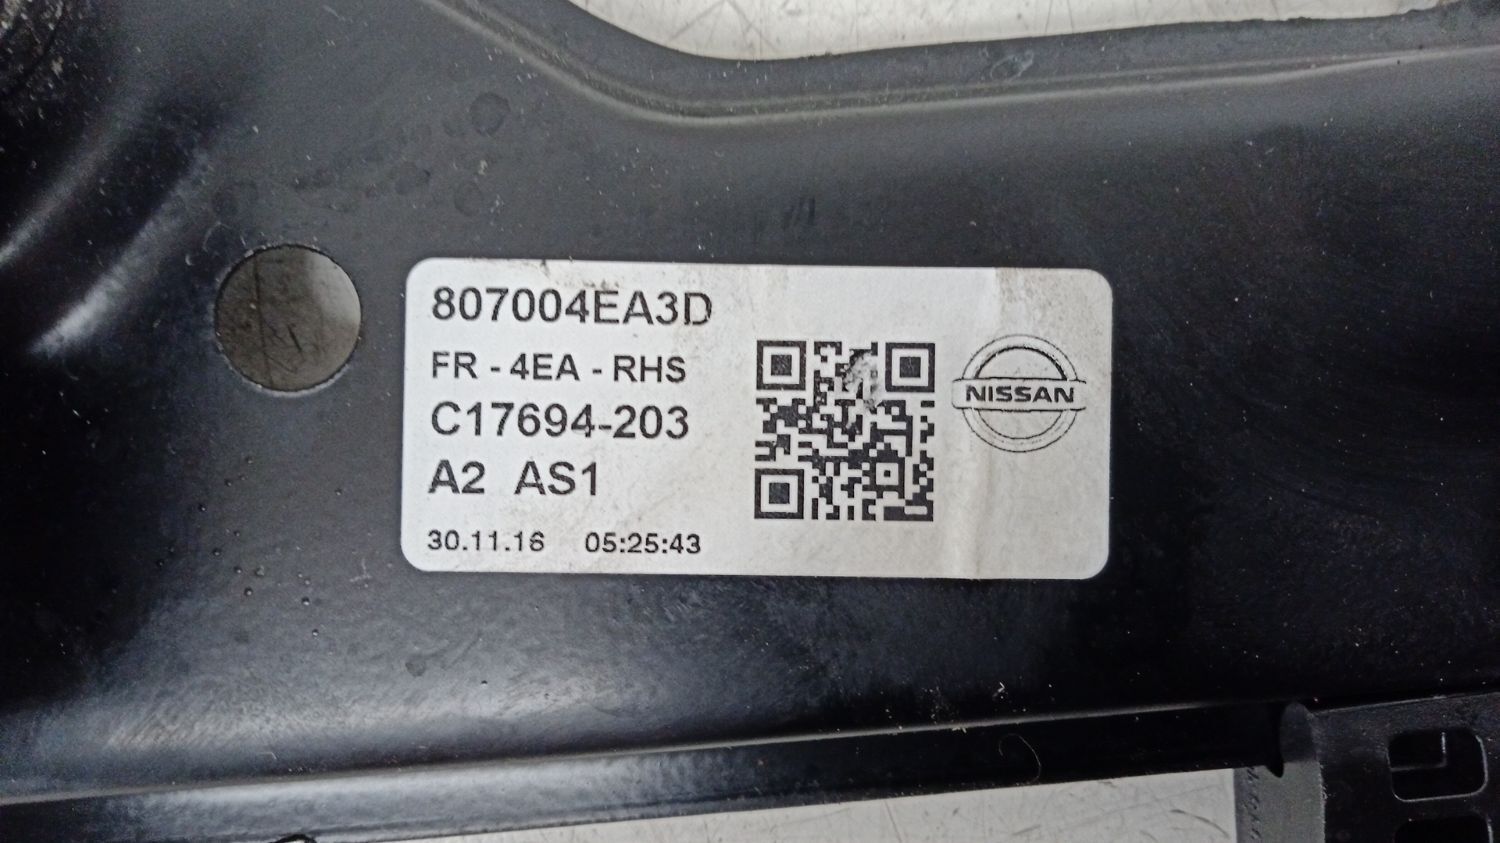 807004EA3D
FR - 4EA - RHS
C17694-203
A2 AS1
30.11.16 05:25:43
NISSAN